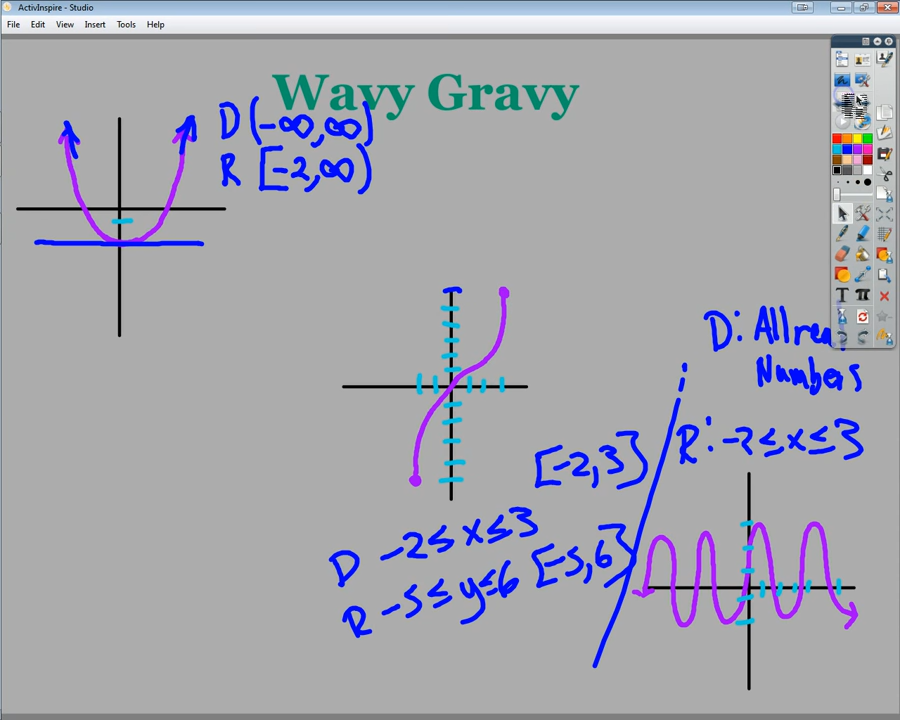 ActivInspire - Studio
File Edit View Insert Tools Help
Wavy Gravy
D (-∞,∞)
R [-2,∞)
D: All
Numbers
R: -2≤x≤3
[-2,3]
D -2≤x≤3
R -5≤y≤6 [-5,6]
T π